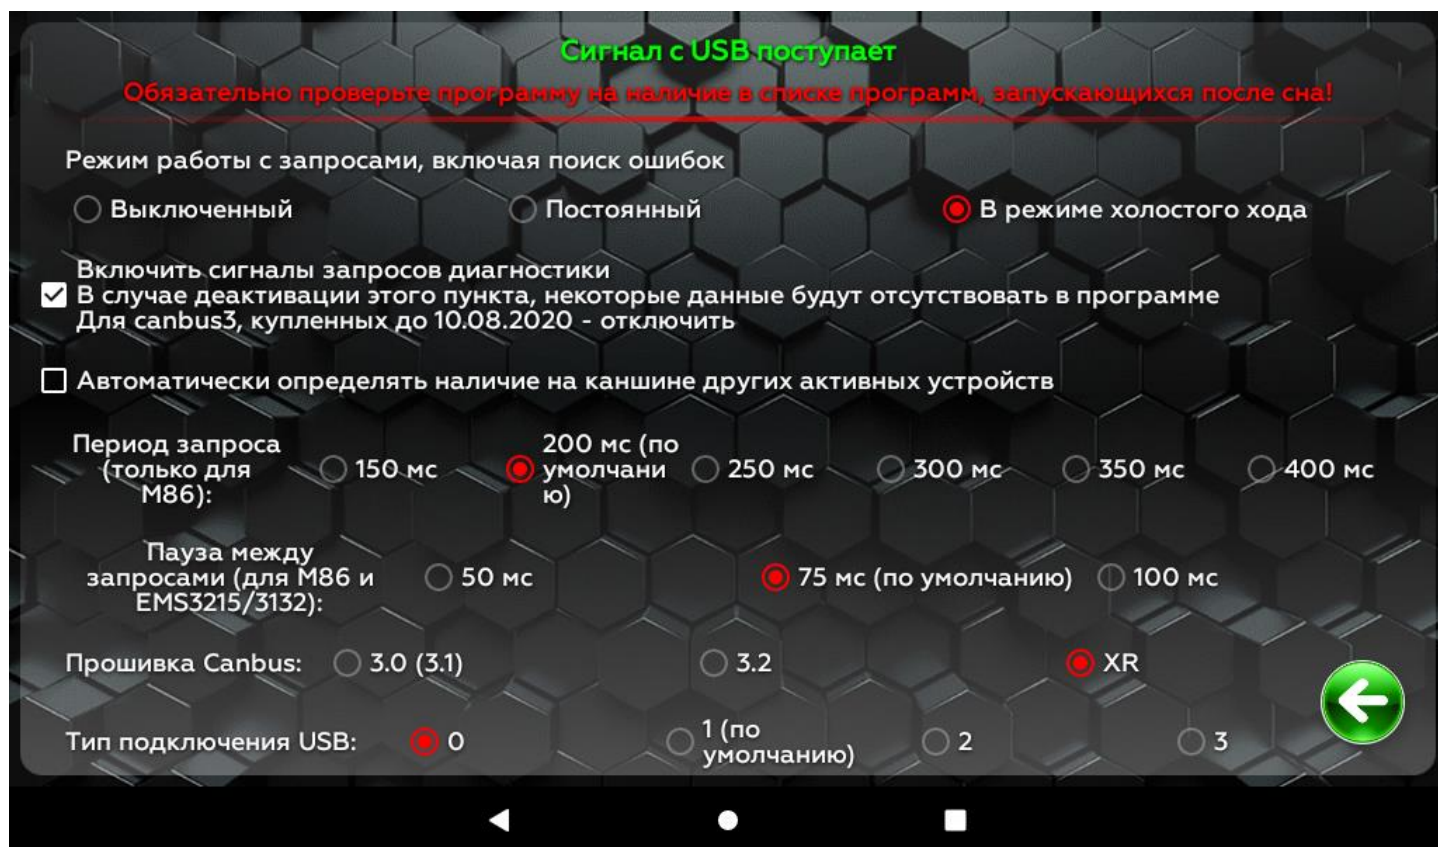 Сигнал с USB поступает
Обязательно проверьте программу на наличие в списке программ, запускающихся после сна!
Режим работы с запросами, включая поиск ошибок
Выключенный Постоянный В режиме холостого хода
Включить сигналы запросов диагностики
В случае деактивации этого пункта, некоторые данные будут отсутствовать в программе
Для canbus3, купленных до 10.08.2020 - отключить
Автоматически определять наличие на каншине других активных устройств
Период запроса
(только для
М86):
150 мс
200 мс (по
умолчани
ю)
250 мс 300 мс 350 мс 400 мс
Пауза между
запросами (для М86 и
EMS3215/3132):
50 мс 75 мс (по умолчанию) 100 мс
Прошивка Canbus: 3.0 (3.1) 3.2 XR
Тип подключения USB: 0
1 (по
умолчанию)
2 3